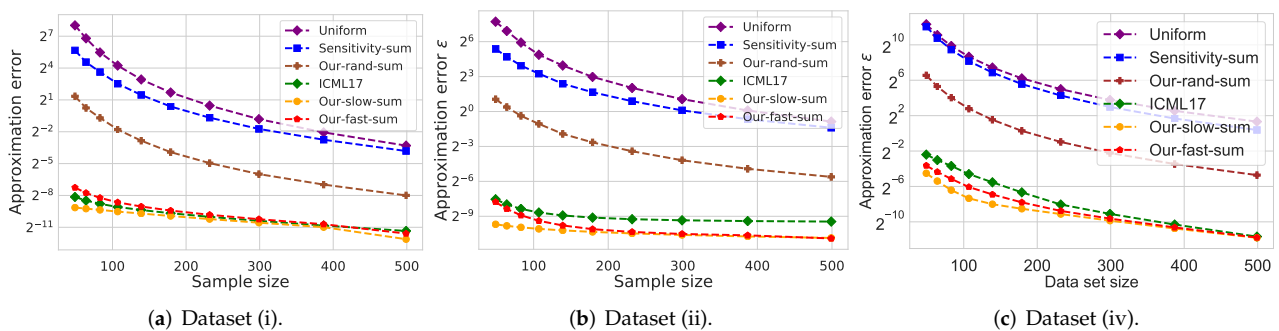 Approximation error
2^7
2^4
2^1
2^−2
2^−5
2^−8
2^−11
100 200 300 400 500
Sample size
Uniform
Sensitivity-sum
Our-rand-sum
ICML17
Our-slow-sum
Our-fast-sum
(a) Dataset (i).
Approximation error ε
2^6
2^3
2^0
2^−3
2^−6
2^−9
100 200 300 400 500
Sample size
Uniform
Sensitivity-sum
Our-rand-sum
ICML17
Our-slow-sum
Our-fast-sum
(b) Dataset (ii).
Approximation error ε
2^10
2^6
2^2
2^−2
2^−6
2^−10
0 100 200 300 400 500
Data set size
Uniform
Sensitivity-sum
Our-rand-sum
ICML17
Our-slow-sum
Our-fast-sum
(c) Dataset (iv).